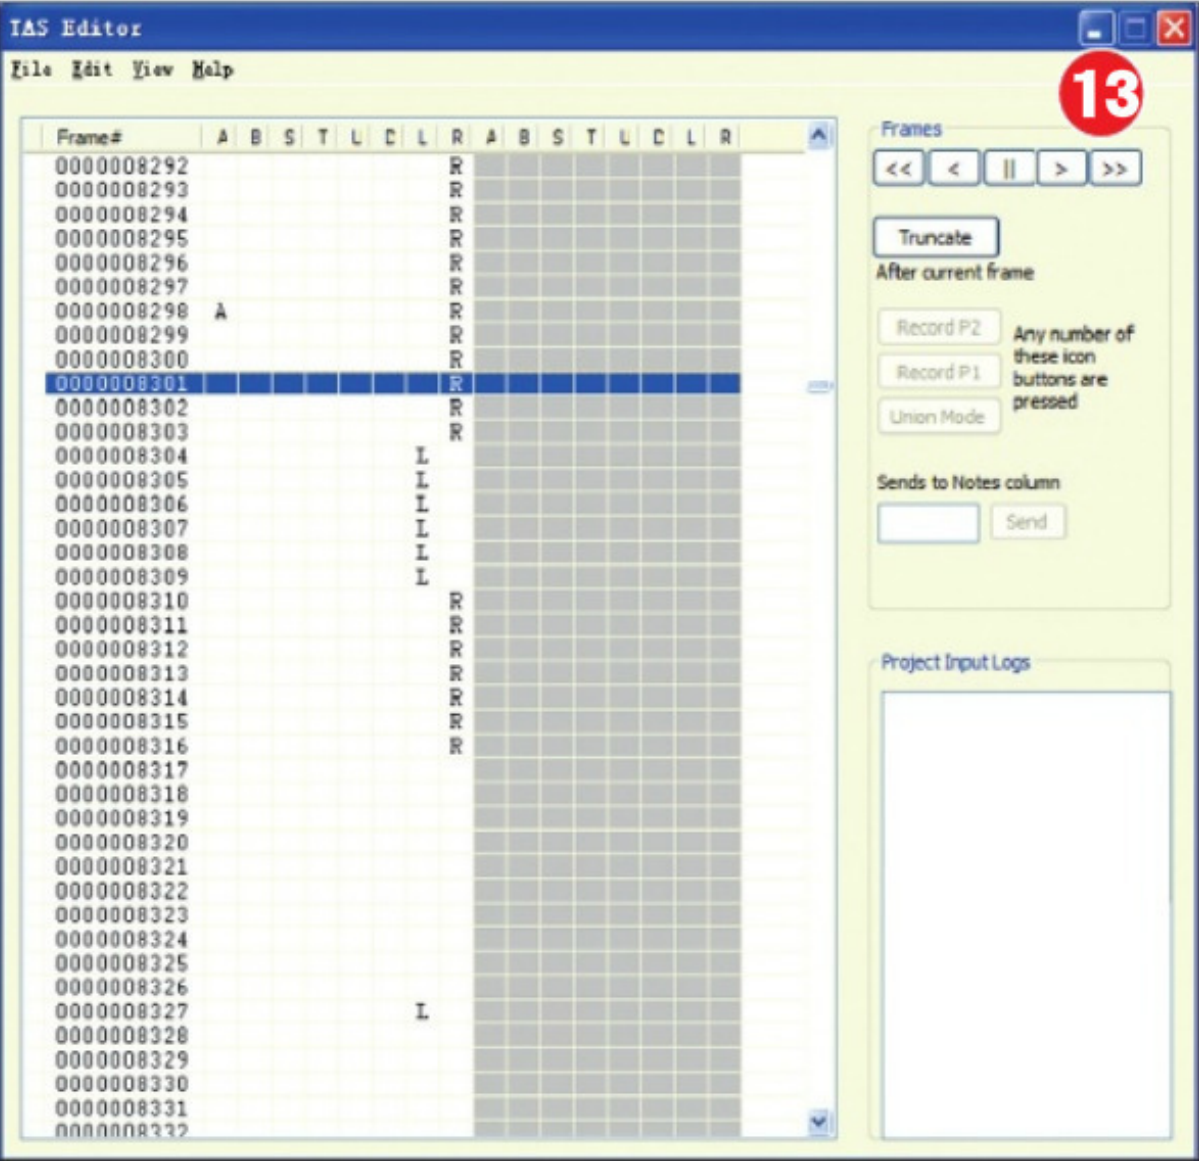 TAS Editor
File Edit View Help
13
Frame# A B S T U D L R A B S T U D L R
0000008292 R
0000008293 R
0000008294 R
0000008295 R
0000008296 R
0000008297 R
0000008298 A R
0000008299 R
0000008300 R
0000008301 R
0000008302 R
0000008303 R
0000008304 L
0000008305 L
0000008306 L
0000008307 L
0000008308 L
0000008309 L
0000008310 R
0000008311 R
0000008312 R
0000008313 R
0000008314 R
0000008315 R
0000008316 R
0000008317
0000008318
0000008319
0000008320
0000008321
0000008322
0000008323
0000008324
0000008325
0000008326
0000008327 L
0000008328
0000008329
0000008330
0000008331
0000008332
Frames
<< < || > >>
Truncate
After current frame
Record P2
Record P1
Union Mode
Any number of
these icon
buttons are
pressed
Sends to Notes column
Send
Project Input Logs